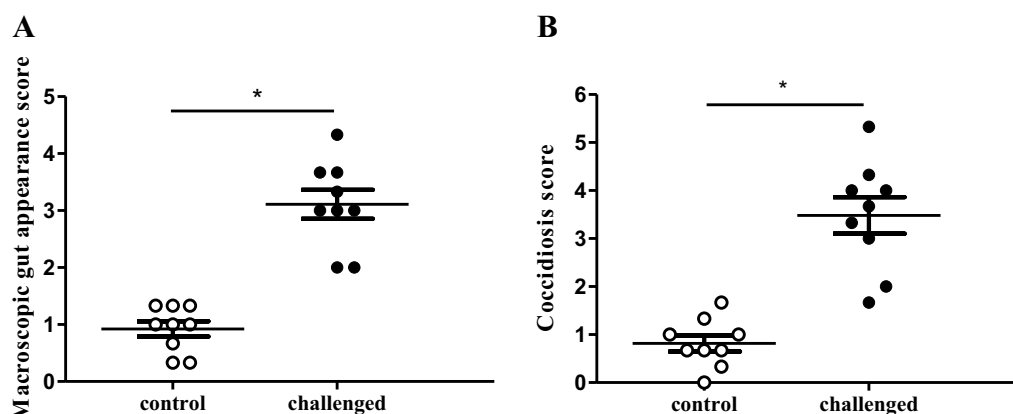 A
Macroscopic gut appearance score
5
4
3
2
1
0
*
control challenged
B
Coccidiosis score
6
5
4
3
2
1
0
*
control challenged